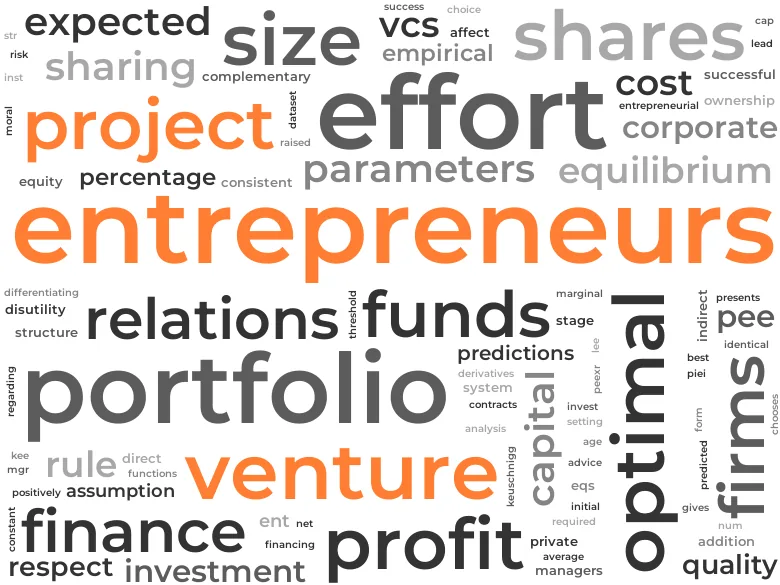 success
choice
str
expected
size
vcs
affect
shares
cap
lead
risk
inst
sharing
complementary
empirical
effort
cost
successful
entrepreneurial
ownership
moral
project
dataset
raised
corporate
equity
percentage
consistent
parameters
equilibrium
entrepreneurs
differentiating
disutility
structure
relations
threshold
funds
marginal
stage
optimal
indirect
presents
pee
identical
regarding
portfolio
predictions
derivatives
system
contracts
analysis
capital
lee
peexr
invest
setting
age
advice
eqs
initial
required
best
piei
form
predicted
firms
chooses
gives
kee
mgr
rule
direct
functions
positively
assumption
venture
keuschnigg
constant
finance
ent
net
financing
profit
private
average
managers
num
addition
quality
respect
investment